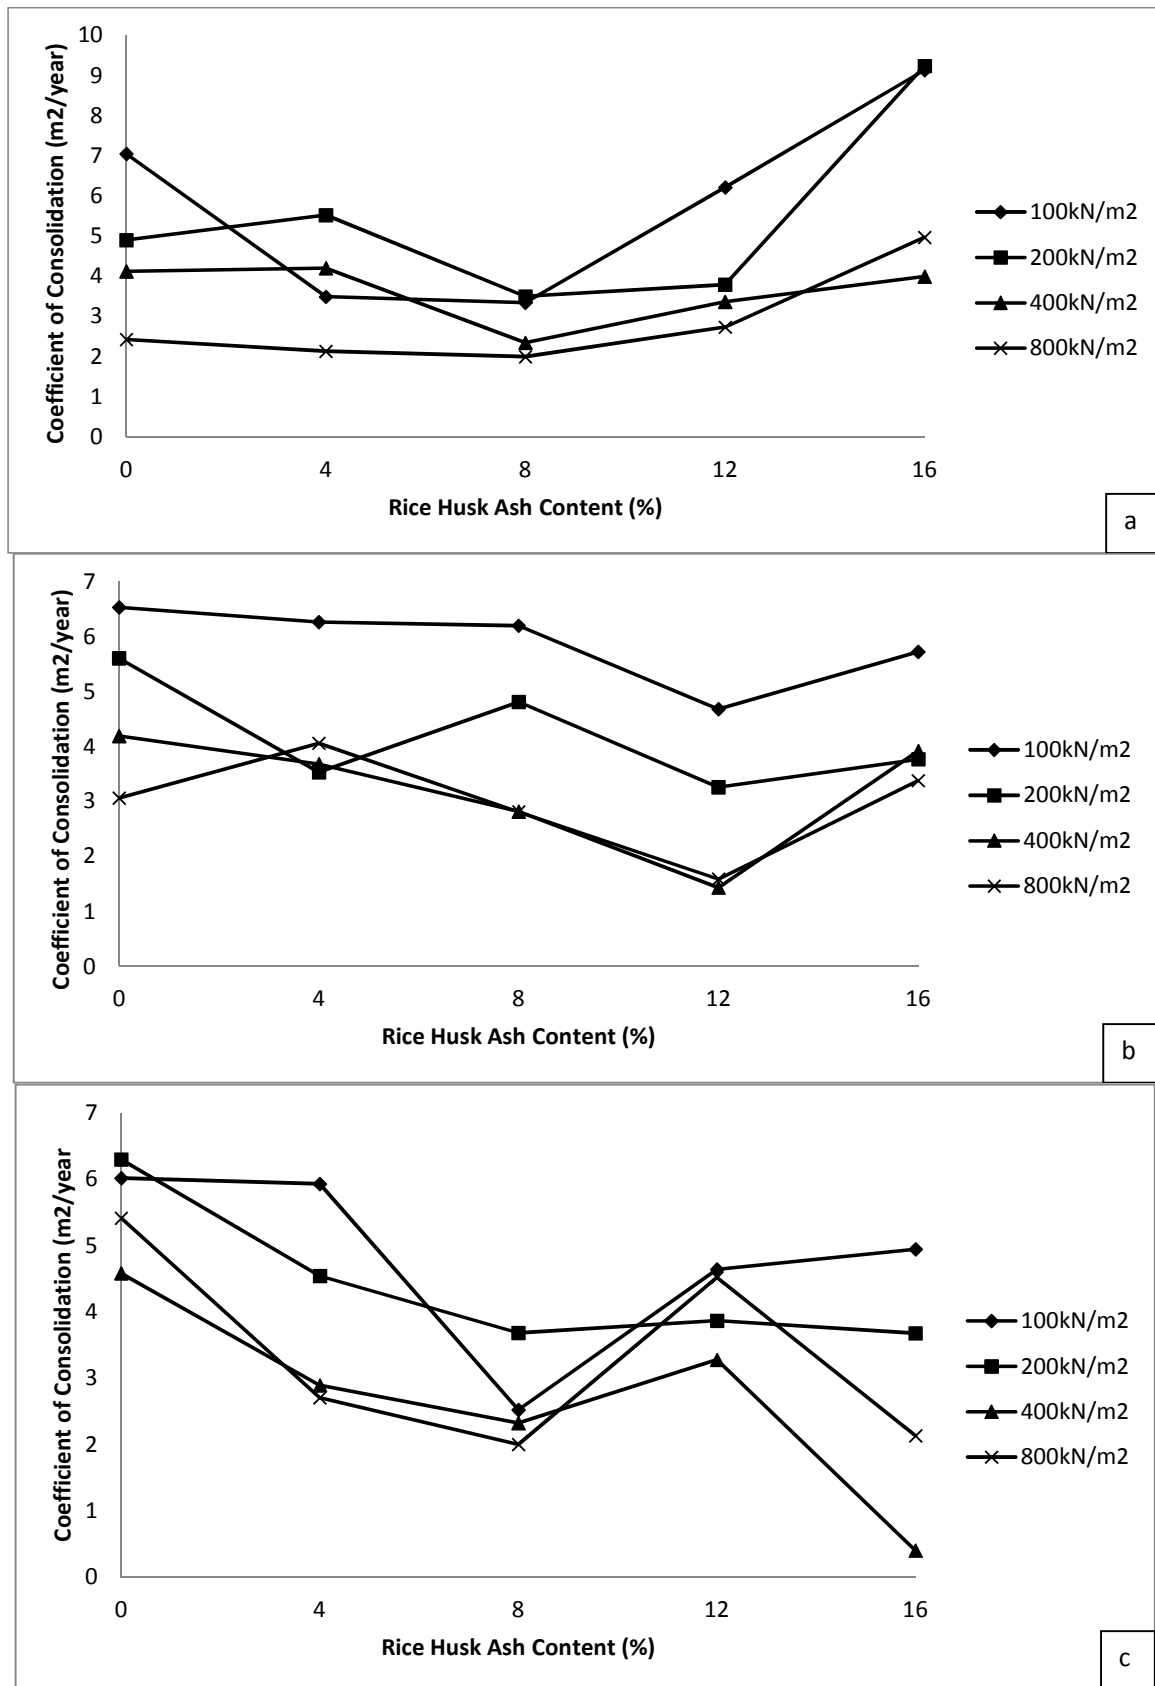 Coefficient of Consolidation (m2/year)
10
9
8
7
6
5
4
3
2
1
0
0 4 8 12 16
Rice Husk Ash Content (%)
100kN/m2
200kN/m2
400kN/m2
800kN/m2
a
Coefficient of Consolidation (m2/year)
7
6
5
4
3
2
1
0
0 4 8 12 16
Rice Husk Ash Content (%)
100kN/m2
200kN/m2
400kN/m2
800kN/m2
b
Coefficient of Consolidation (m2/year
7
6
5
4
3
2
1
0
0 4 8 12 16
Rice Husk Ash Content (%)
100kN/m2
200kN/m2
400kN/m2
800kN/m2
c